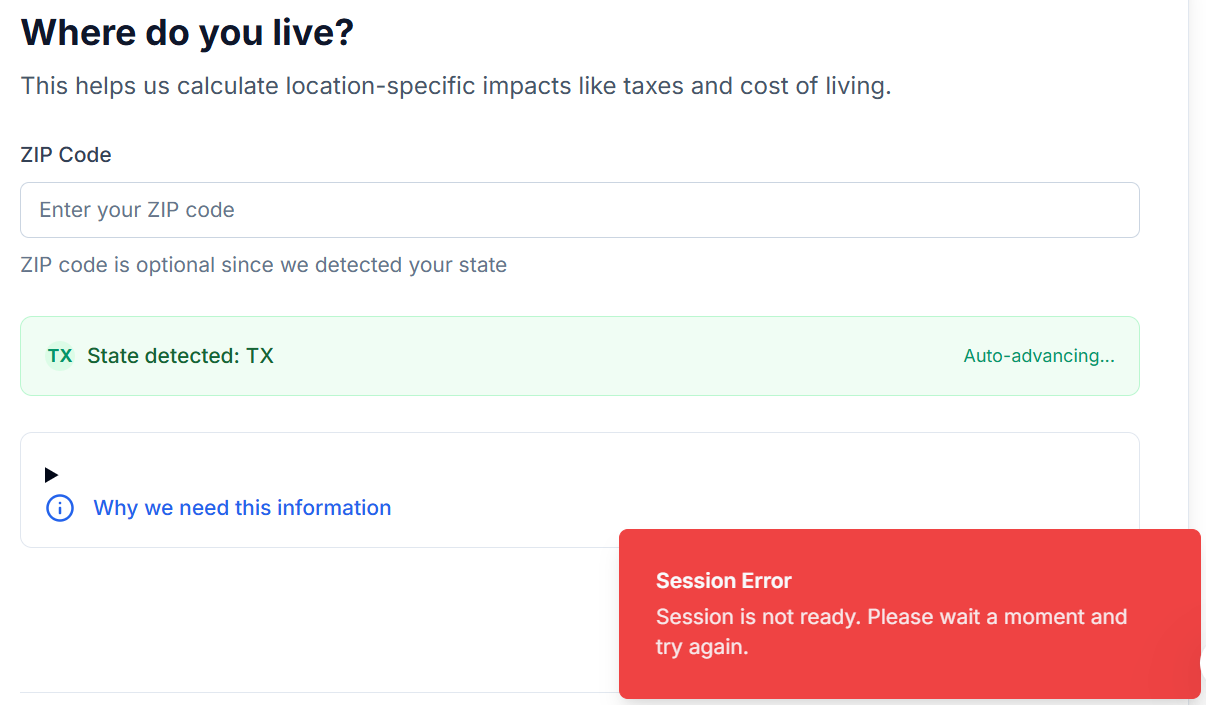 Where do you live?
This helps us calculate location-specific impacts like taxes and cost of living.
ZIP Code
Enter your ZIP code
ZIP code is optional since we detected your state
TX State detected: TX Auto-advancing...
Why we need this information
Session Error
Session is not ready. Please wait a moment and
try again.